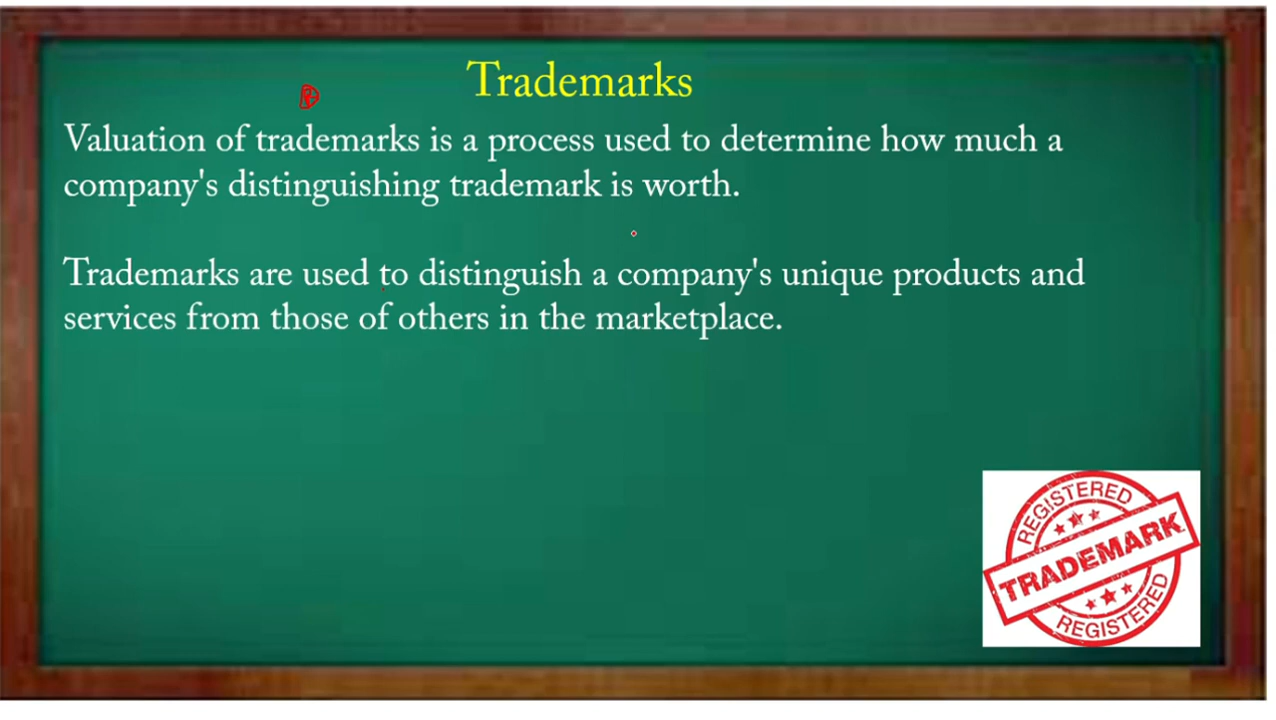 Trademarks
Valuation of trademarks is a process used to determine how much a
company's distinguishing trademark is worth.
Trademarks are used to distinguish a company's unique products and
services from those of others in the marketplace.
REGISTERED
TRADEMARK
REGISTERED